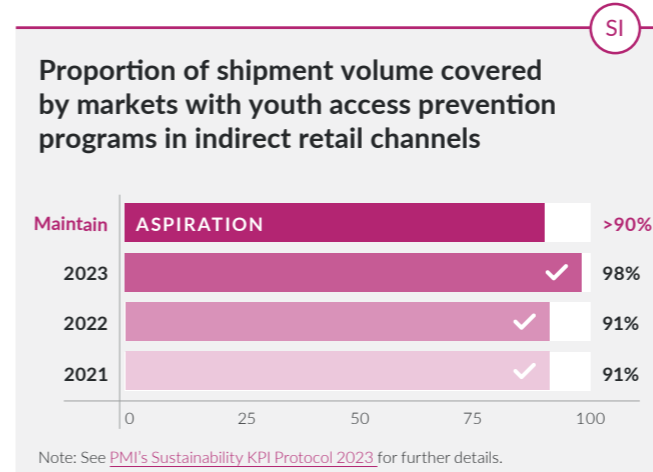 SI
Proportion of shipment volume covered
by markets with youth access prevention
programs in indirect retail channels
Maintain ASPIRATION >90%
2023 98%
2022 91%
2021 91%
0 25 50 75 100
Note: See PMI's Sustainability KPI Protocol 2023 for further details.